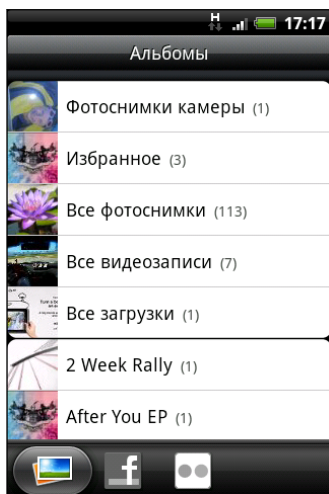 H 17:17
Альбомы
Фотоснимки камеры (1)
Избранное (3)
Все фотоснимки (113)
Все видеозаписи (7)
Все загрузки (1)
2 Week Rally (1)
After You EP (1)
f